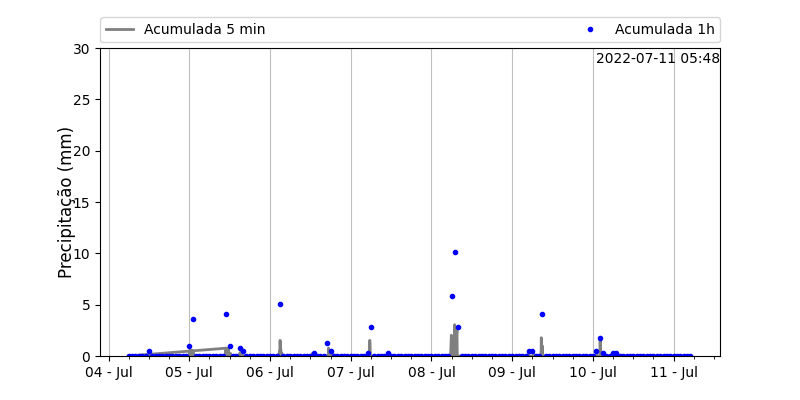 Acumulada 5 min Acumulada 1h
2022-07-11 05:48
Precipitação (mm)
30
25
20
15
10
5
0
04 - Jul 05 - Jul 06 - Jul 07 - Jul 08 - Jul 09 - Jul 10 - Jul 11 - Jul